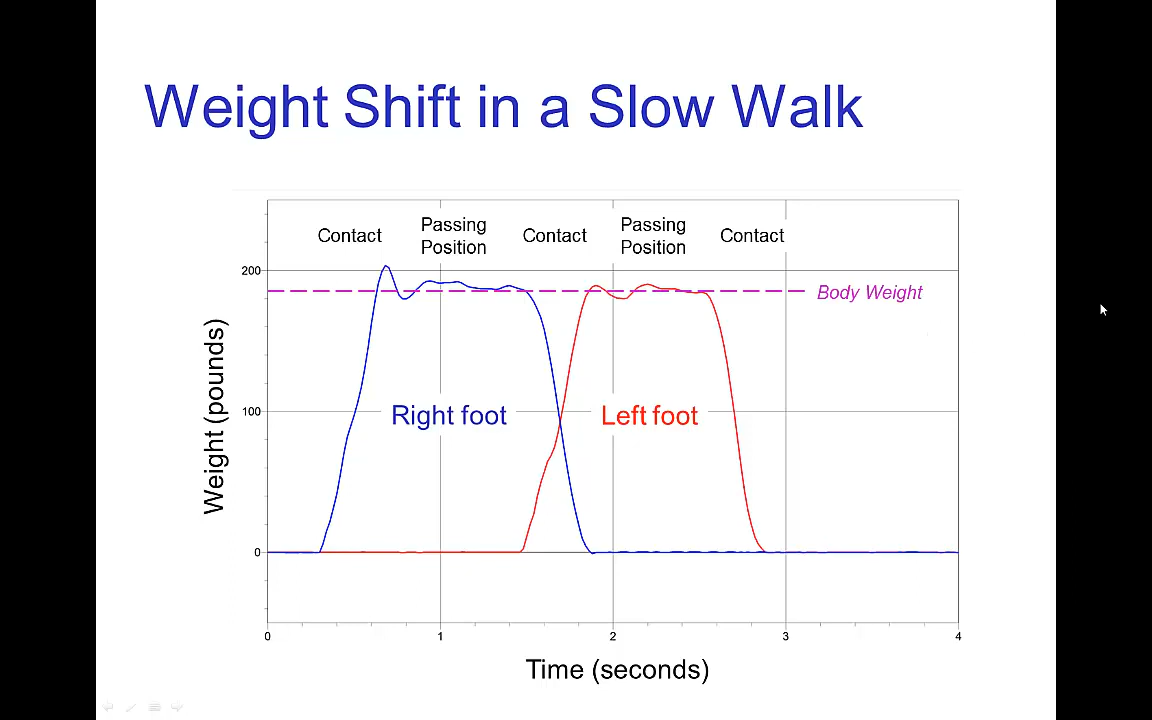 Weight Shift in a Slow Walk
Contact
Passing
Position
Contact
Passing
Position
Contact
200
Body Weight
Weight (pounds)
100
Right foot
Left foot
0
0
1
2
3
4
Time (seconds)